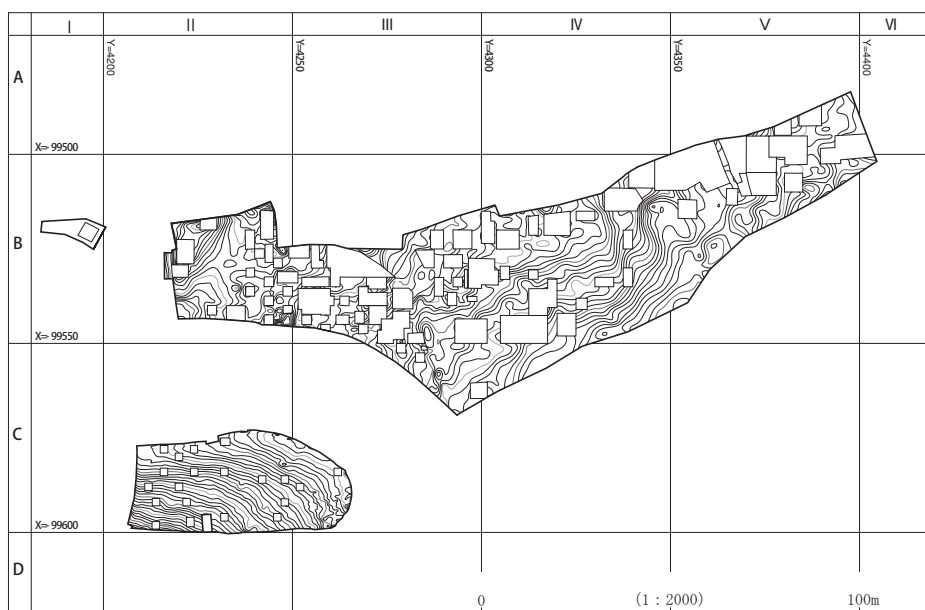 Ⅰ Ⅱ Ⅲ Ⅳ Ⅴ Ⅵ
Y=4200 Y=4250 Y=4300 Y=4350 Y=4400
A
X=-99500
B
X=-99550
C
X=-99600
D
0 (1：2000) 100m